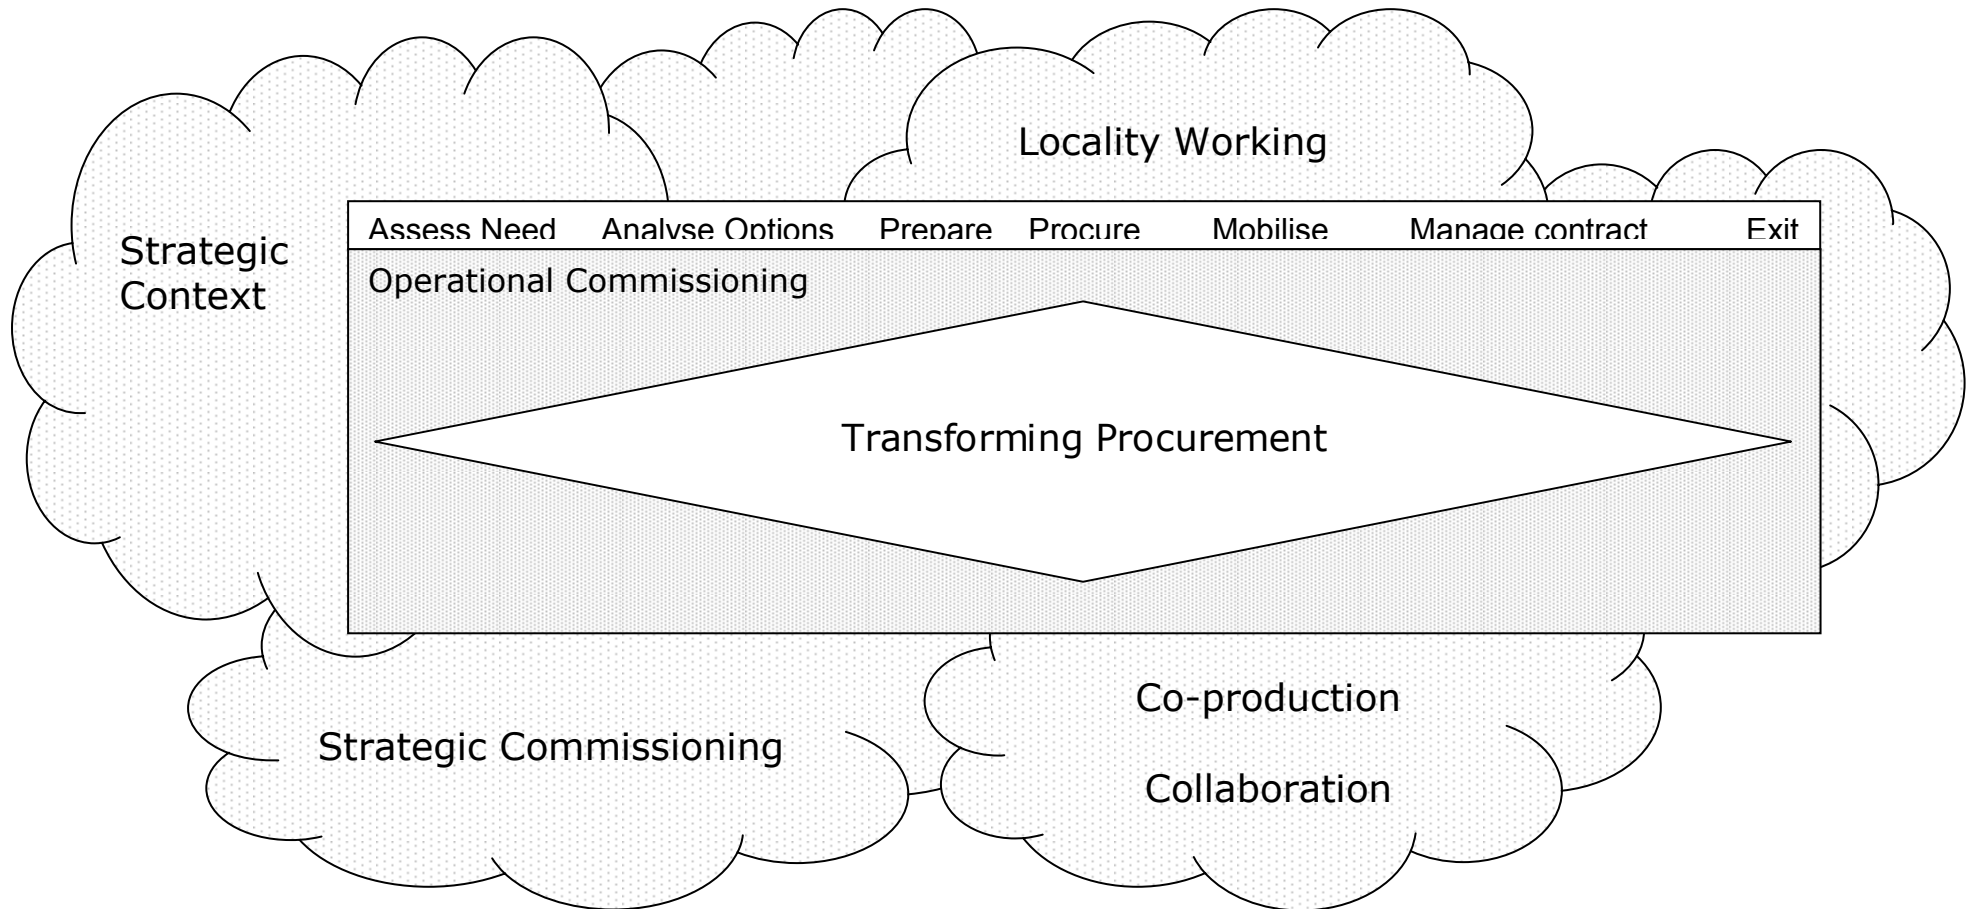 Locality Working
Strategic
Context
Assess Need Analyse Options Prepare Procure Mobilise Manage contract Exit
Operational Commissioning
Transforming Procurement
Strategic Commissioning
Co-production
Collaboration